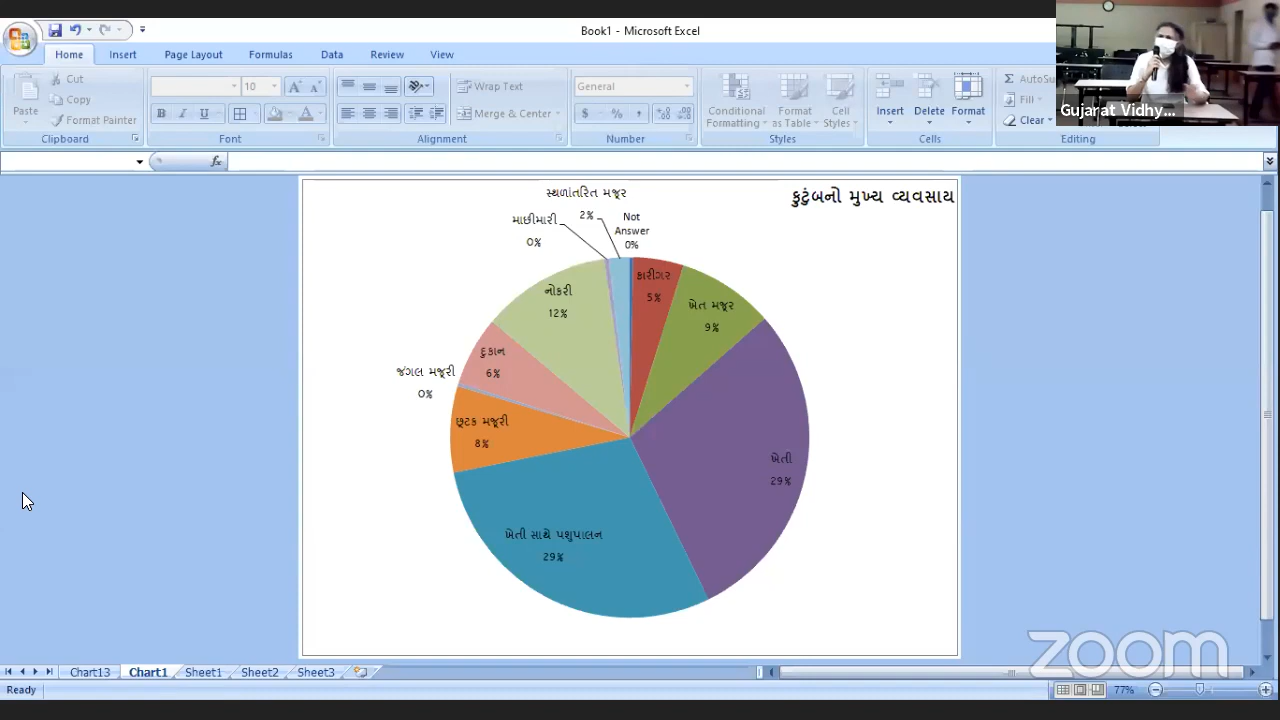 Book1 - Microsoft Excel
Home Insert Page Layout Formulas Data Review View
Cut
Copy
Format Painter
Paste
Clipboard
10
Font
Wrap Text
Merge & Center
Alignment
General
$ % ,
Number
Conditional Formatting
Format as Table
Cell Styles
Styles
Insert Delete Format
Cells
AutoSu
Fill
Clear
Editing
Gujarat Vidhy...
fx
કુટુંબનો મુખ્ય વ્યવસાય
સ્થળાંતરિત મજૂર
2%
માછીમારી
0%
Not
Answer
0%
કારીગર
5%
ખેત મજૂર
9%
નોકરી
12%
દુકાન
6%
જંગલ મજૂરી
0%
છૂટક મજૂરી
8%
ખેતી
29%
ખેતી સાથે પશુપાલન
29%
zoom
Chart13 Chart1 Sheet1 Sheet2 Sheet3
Ready
77%